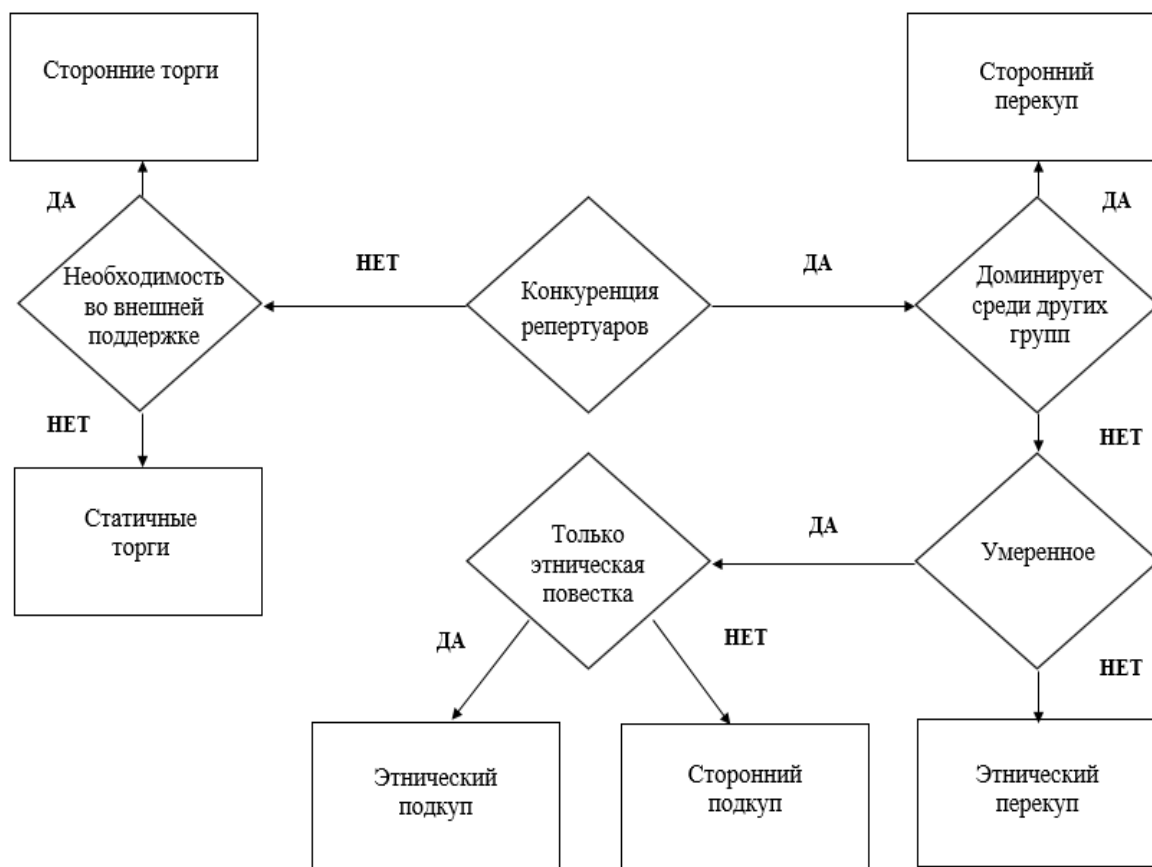 Сторонние торги
Сторонний
перекуп
ДА
ДА
НЕТ
ДА
Необходимость
во внешней
поддержке
Конкуренция
репертуаров
Доминирует
среди других
групп
НЕТ
НЕТ
Статичные
торги
Только
этническая
повестка
ДА
Умеренное
ДА
НЕТ
НЕТ
Этнический
подкуп
Сторонний
подкуп
Этнический
перекуп